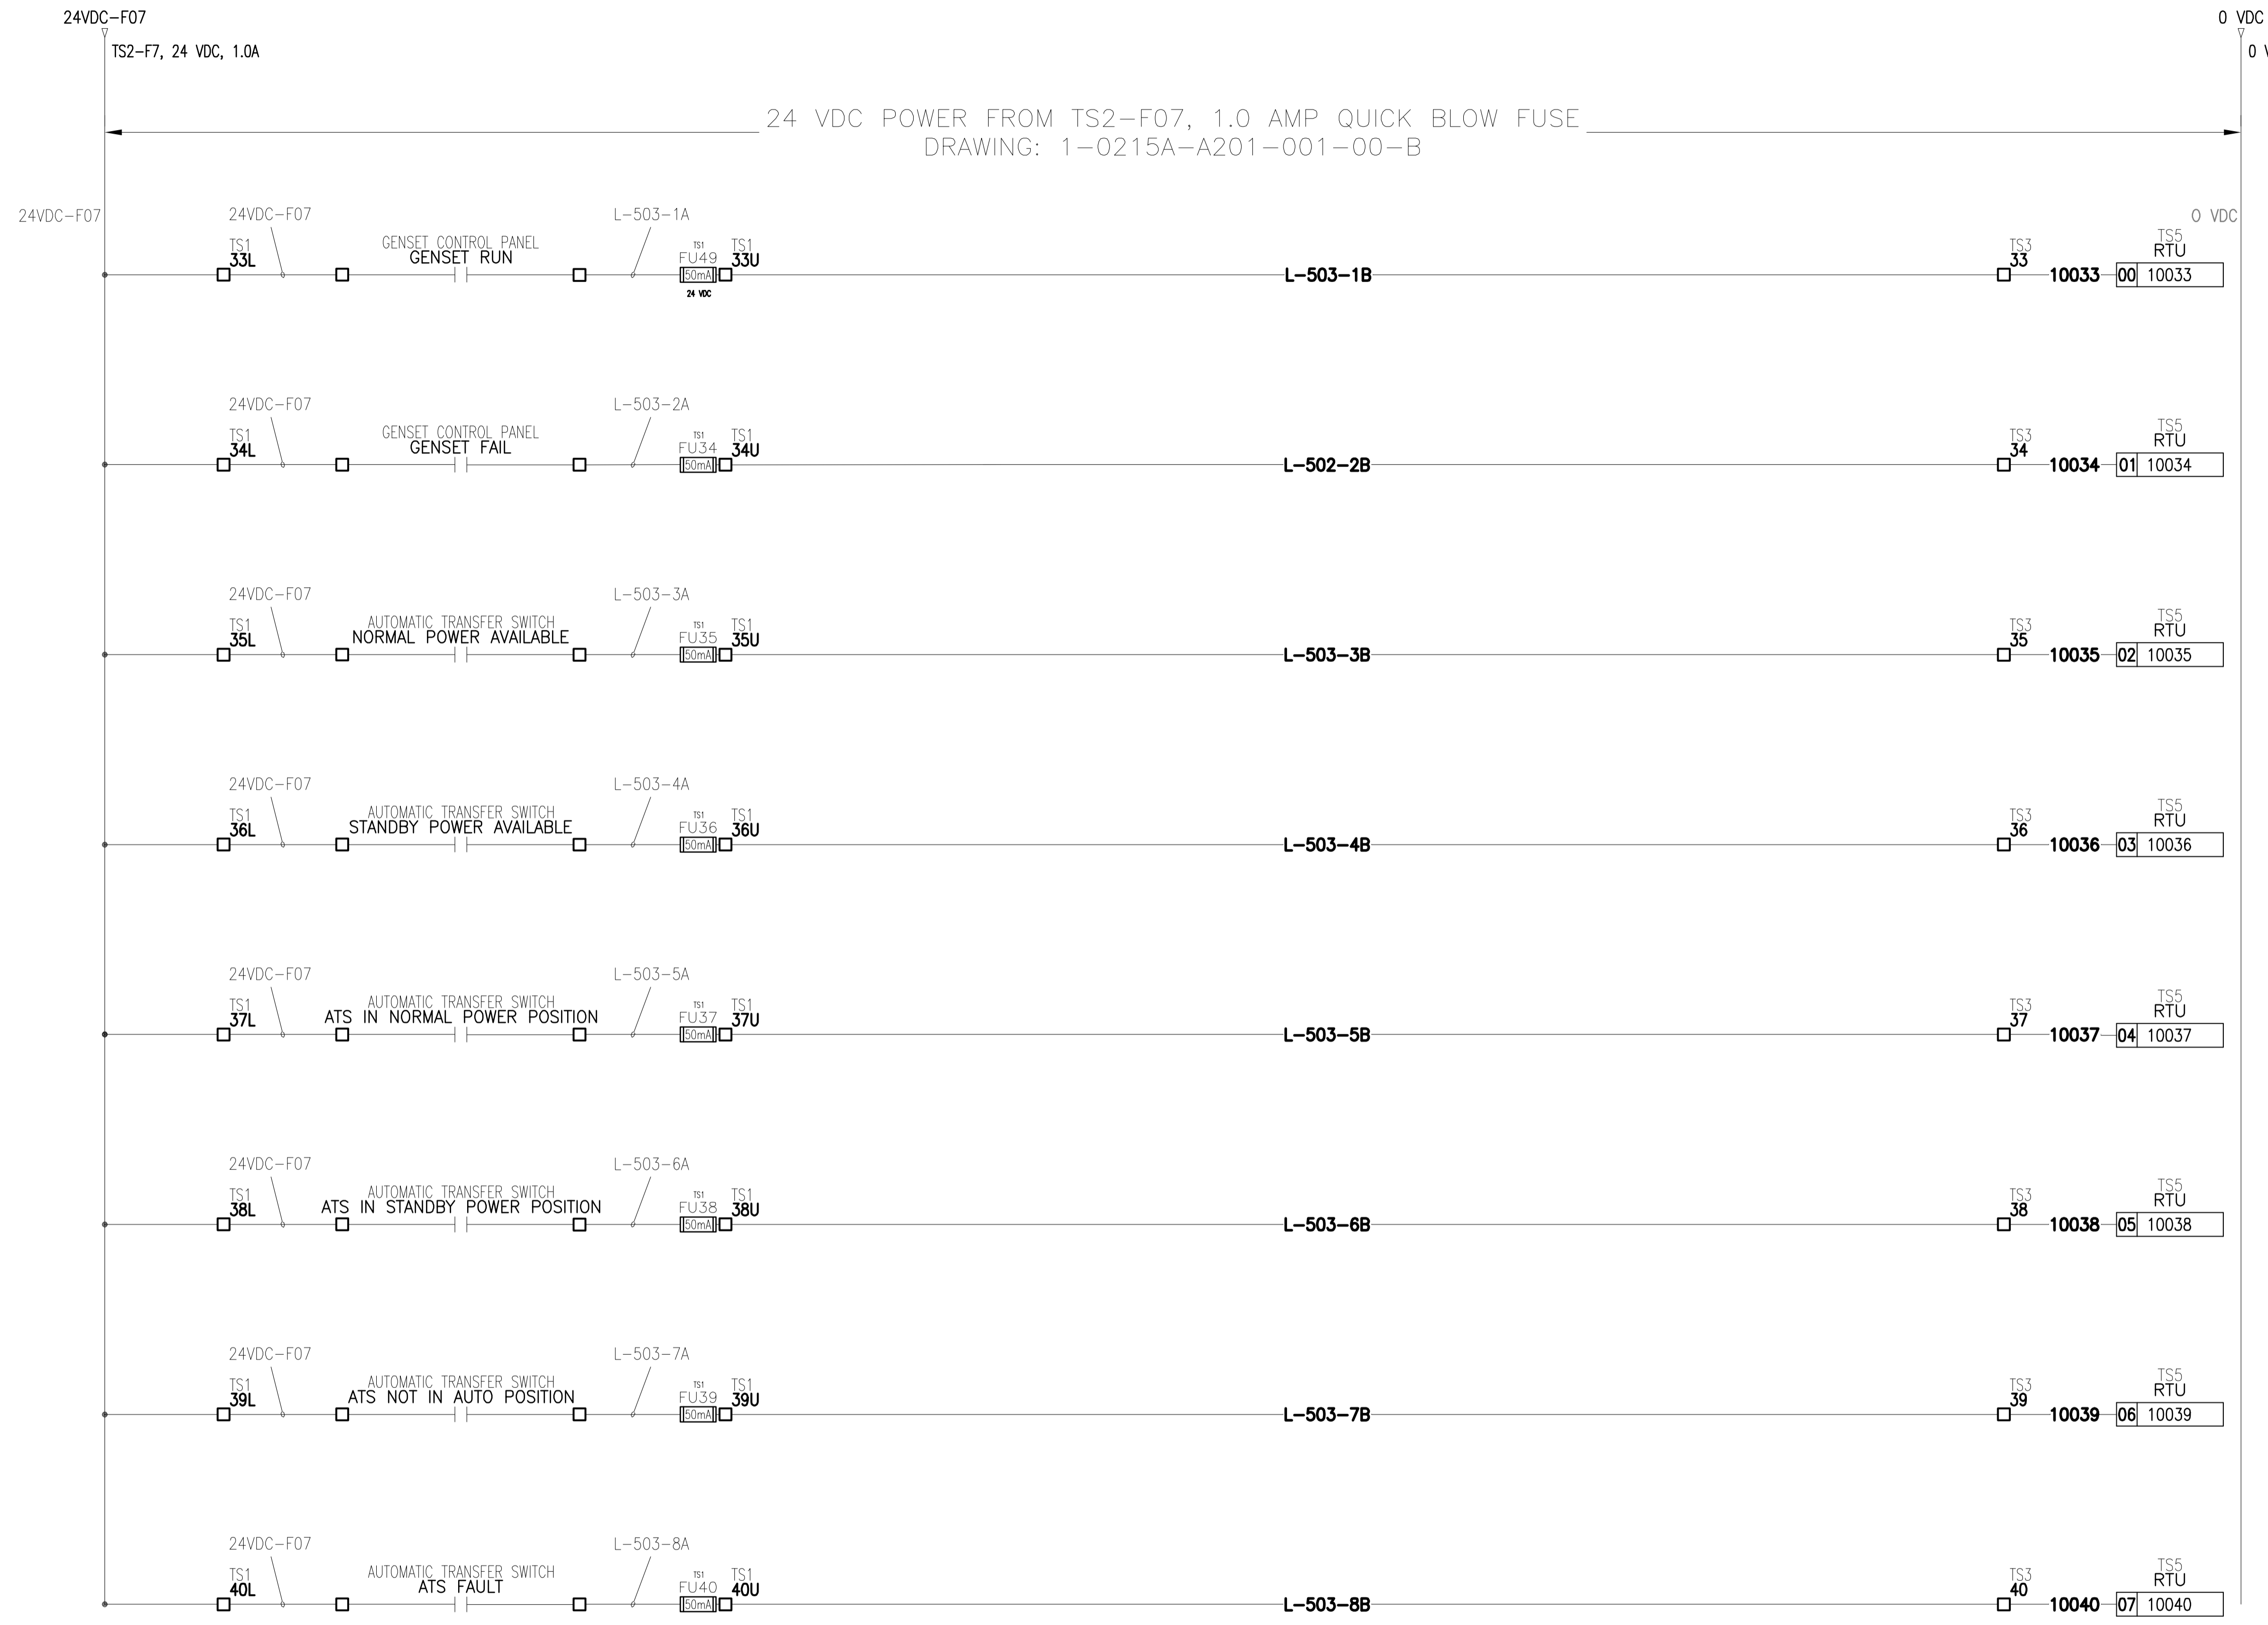 24VDC-F07
0 VDC
TS2-F7, 24 VDC, 1.0A
0
24 VDC POWER FROM TS2-F07, 1.0 AMP QUICK BLOW FUSE
DRAWING: 1-0215A-A201-001-00-B
24VDC-F07
24VDC-F07
L-503-1A
0 VDC
TS1
33L
GENSET CONTROL PANEL
GENSET RUN
TS1
FU49
50mA
24 VDC
TS1
33U
L-503-1B
TS3
33
10033
TS5
RTU
00 10033
24VDC-F07
L-503-2A
TS1
34L
GENSET CONTROL PANEL
GENSET FAIL
TS1
FU34
50mA
TS1
34U
L-502-2B
TS3
34
10034
TS5
RTU
01 10034
24VDC-F07
L-503-3A
TS1
35L
AUTOMATIC TRANSFER SWITCH
NORMAL POWER AVAILABLE
TS1
FU35
50mA
TS1
35U
L-503-3B
TS3
35
10035
TS5
RTU
02 10035
24VDC-F07
L-503-4A
TS1
36L
AUTOMATIC TRANSFER SWITCH
STANDBY POWER AVAILABLE
TS1
FU36
50mA
TS1
36U
L-503-4B
TS3
36
10036
TS5
RTU
03 10036
24VDC-F07
L-503-5A
TS1
37L
AUTOMATIC TRANSFER SWITCH
ATS IN NORMAL POWER POSITION
TS1
FU37
50mA
TS1
37U
L-503-5B
TS3
37
10037
TS5
RTU
04 10037
24VDC-F07
L-503-6A
TS1
38L
AUTOMATIC TRANSFER SWITCH
ATS IN STANDBY POWER POSITION
TS1
FU38
50mA
TS1
38U
L-503-6B
TS3
38
10038
TS5
RTU
05 10038
24VDC-F07
L-503-7A
TS1
39L
AUTOMATIC TRANSFER SWITCH
ATS NOT IN AUTO POSITION
TS1
FU39
50mA
TS1
39U
L-503-7B
TS3
39
10039
TS5
RTU
06 10039
24VDC-F07
L-503-8A
TS1
40L
AUTOMATIC TRANSFER SWITCH
ATS FAULT
TS1
FU40
50mA
TS1
40U
L-503-8B
TS3
40
10040
TS5
RTU
07 10040